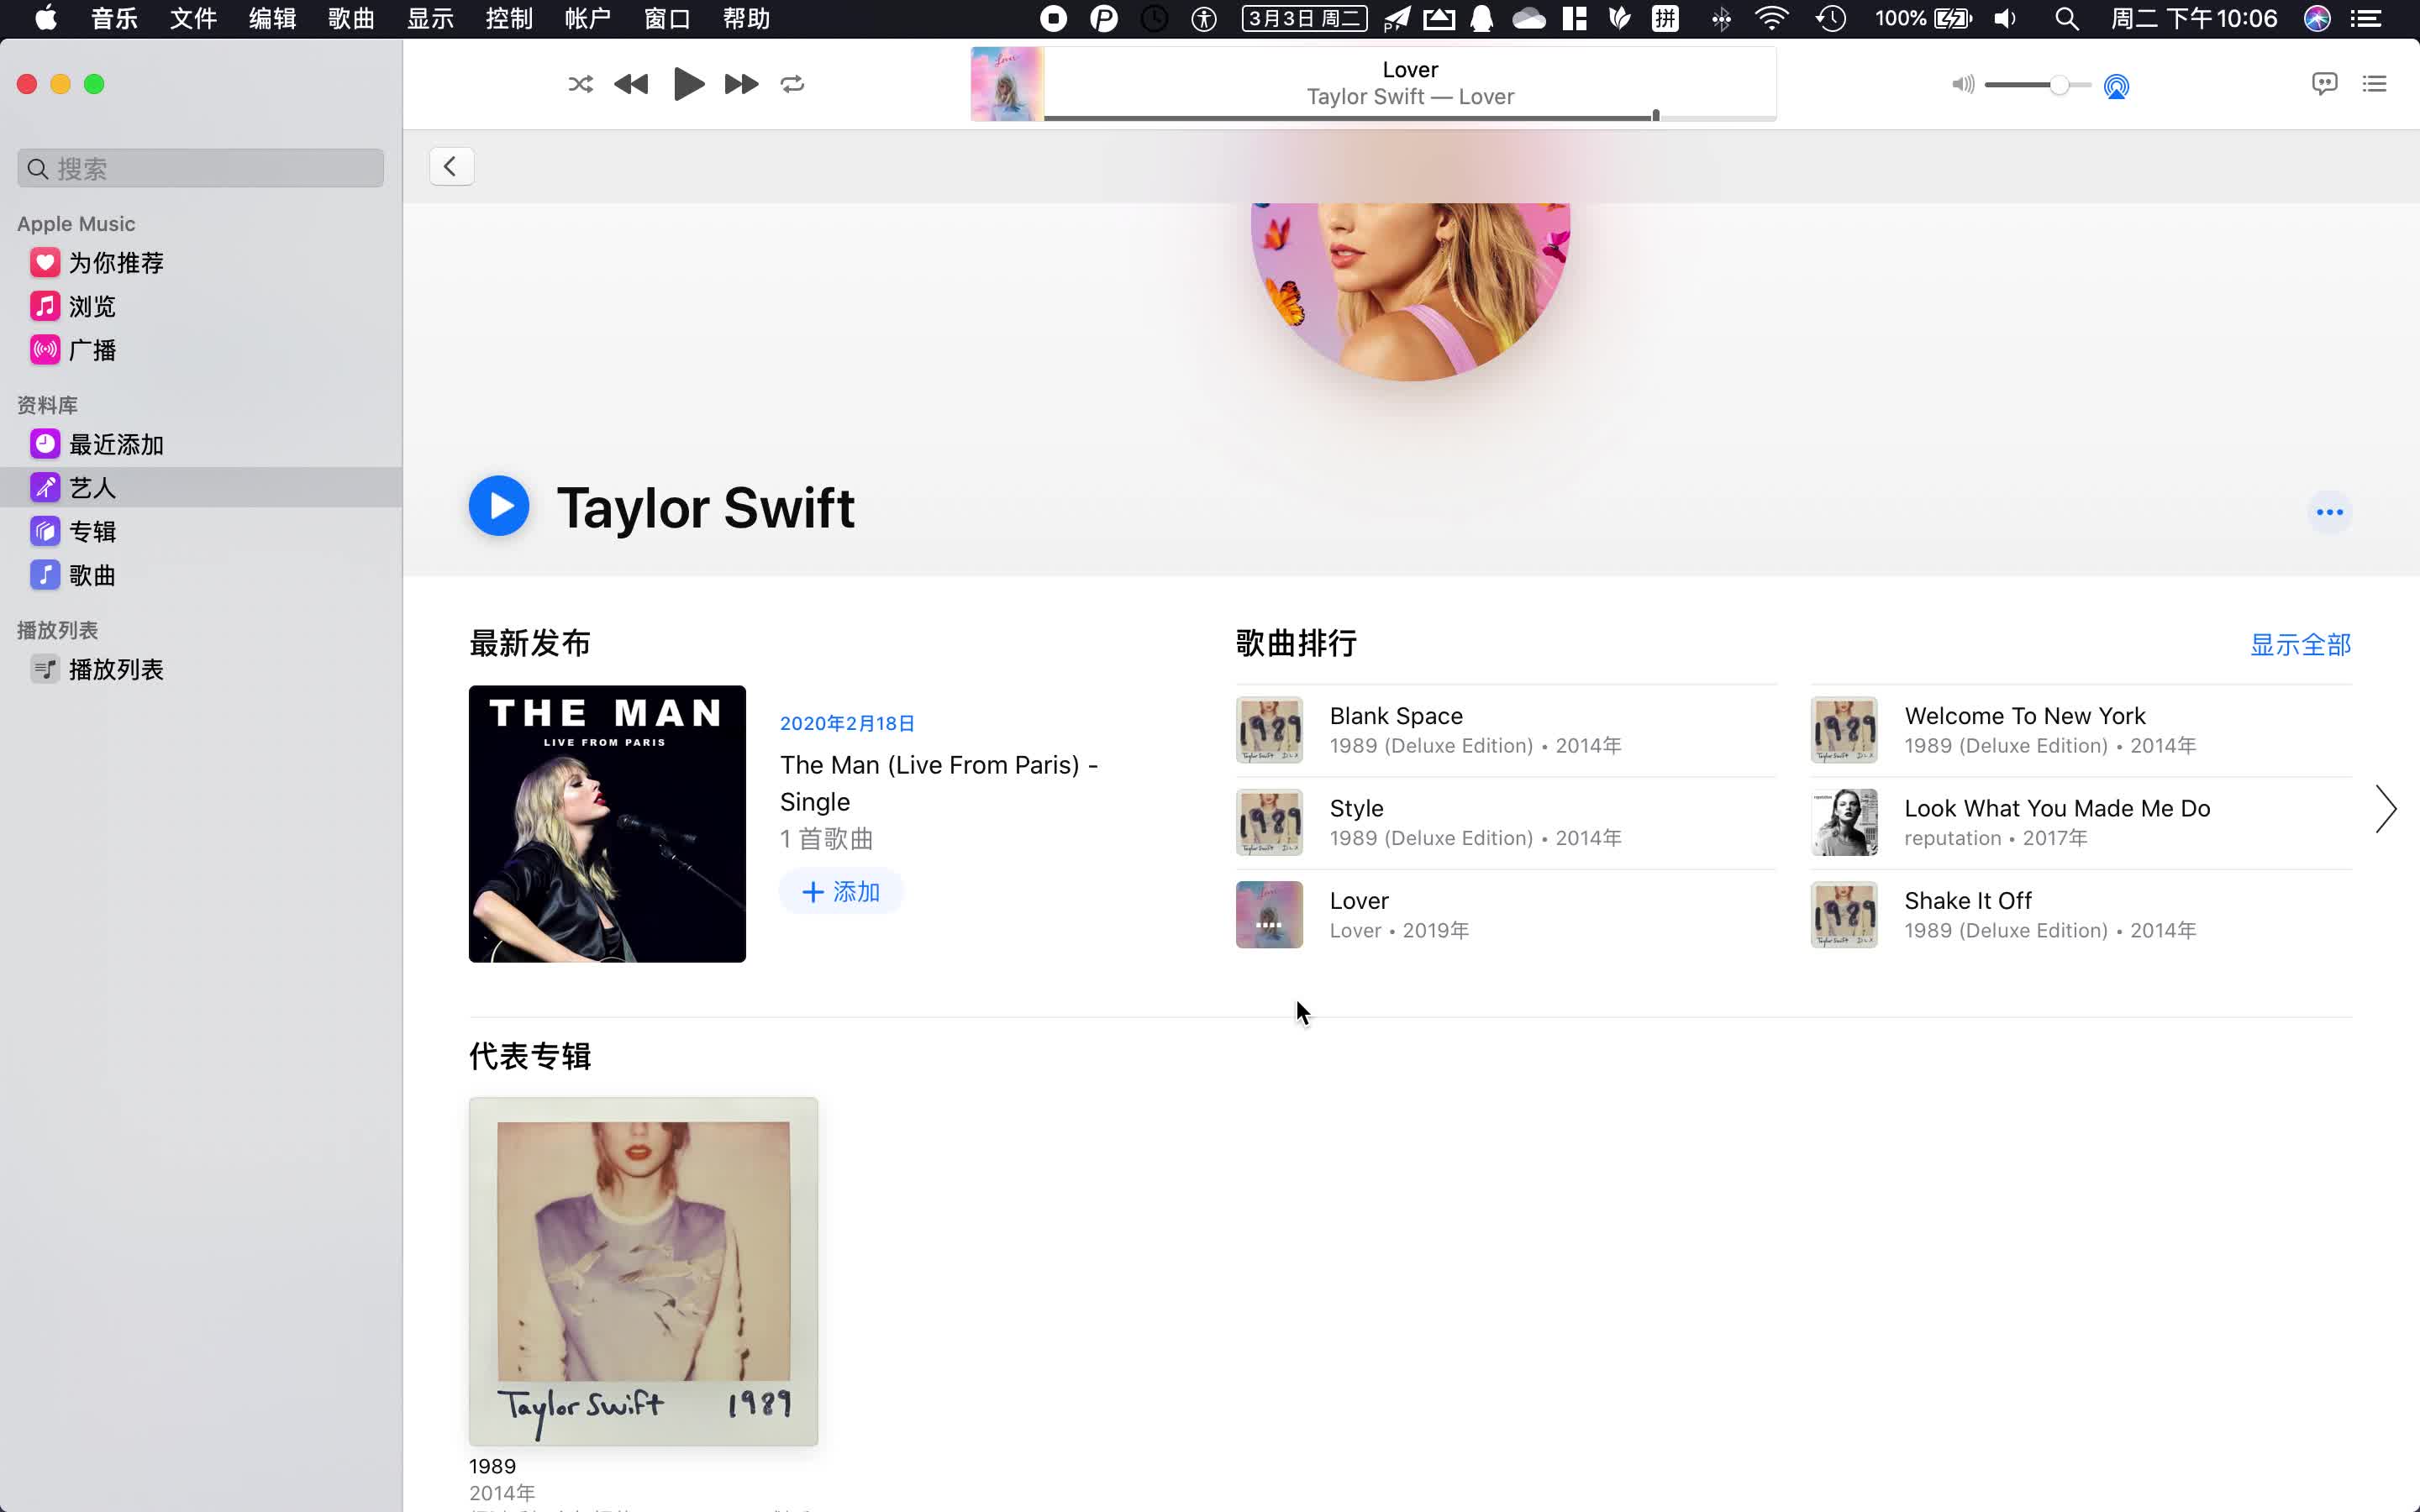 音乐 文件 编辑 歌曲 显示 控制 帐户 窗口 帮助 3月3日 周二 拼 100% 周二 下午10:06
Lover
Taylor Swift — Lover
搜索
Apple Music
为你推荐
浏览
广播
资料库
最近添加
艺人
专辑
歌曲
播放列表
播放列表
Taylor Swift
最新发布
THE MAN
LIVE FROM PARIS
2020年2月18日
The Man (Live From Paris) -
Single
1 首歌曲
添加
歌曲排行
显示全部
Blank Space
1989 (Deluxe Edition) • 2014年
Style
1989 (Deluxe Edition) • 2014年
Lover
Lover • 2019年
Welcome To New York
1989 (Deluxe Edition) • 2014年
Look What You Made Me Do
reputation • 2017年
Shake It Off
1989 (Deluxe Edition) • 2014年
代表专辑
Taylor Swift 1989
1989
2014年